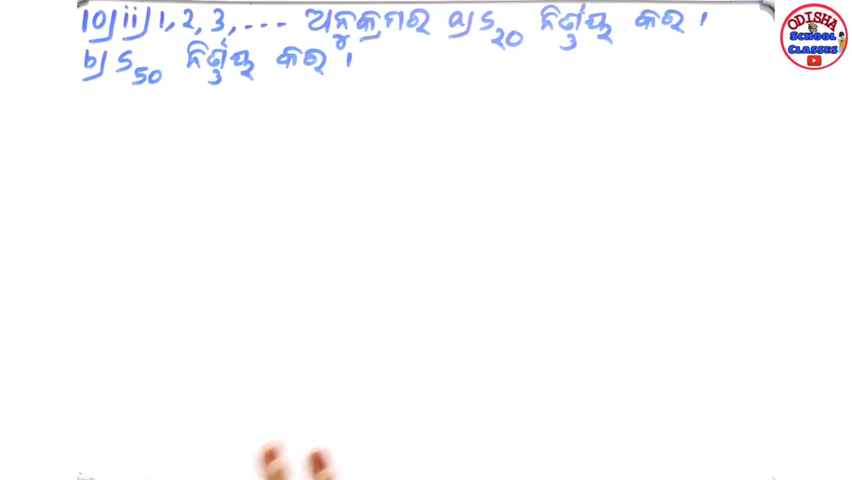 10) ii) 1, 2, 3, --- ଅନୁକ୍ରମର a) S₂₀ ନିର୍ଣ୍ଣୟ କର ।
b) S₅₀ ନିର୍ଣ୍ଣୟ କର ।
ODISHA
SCHOOL
CLASSES